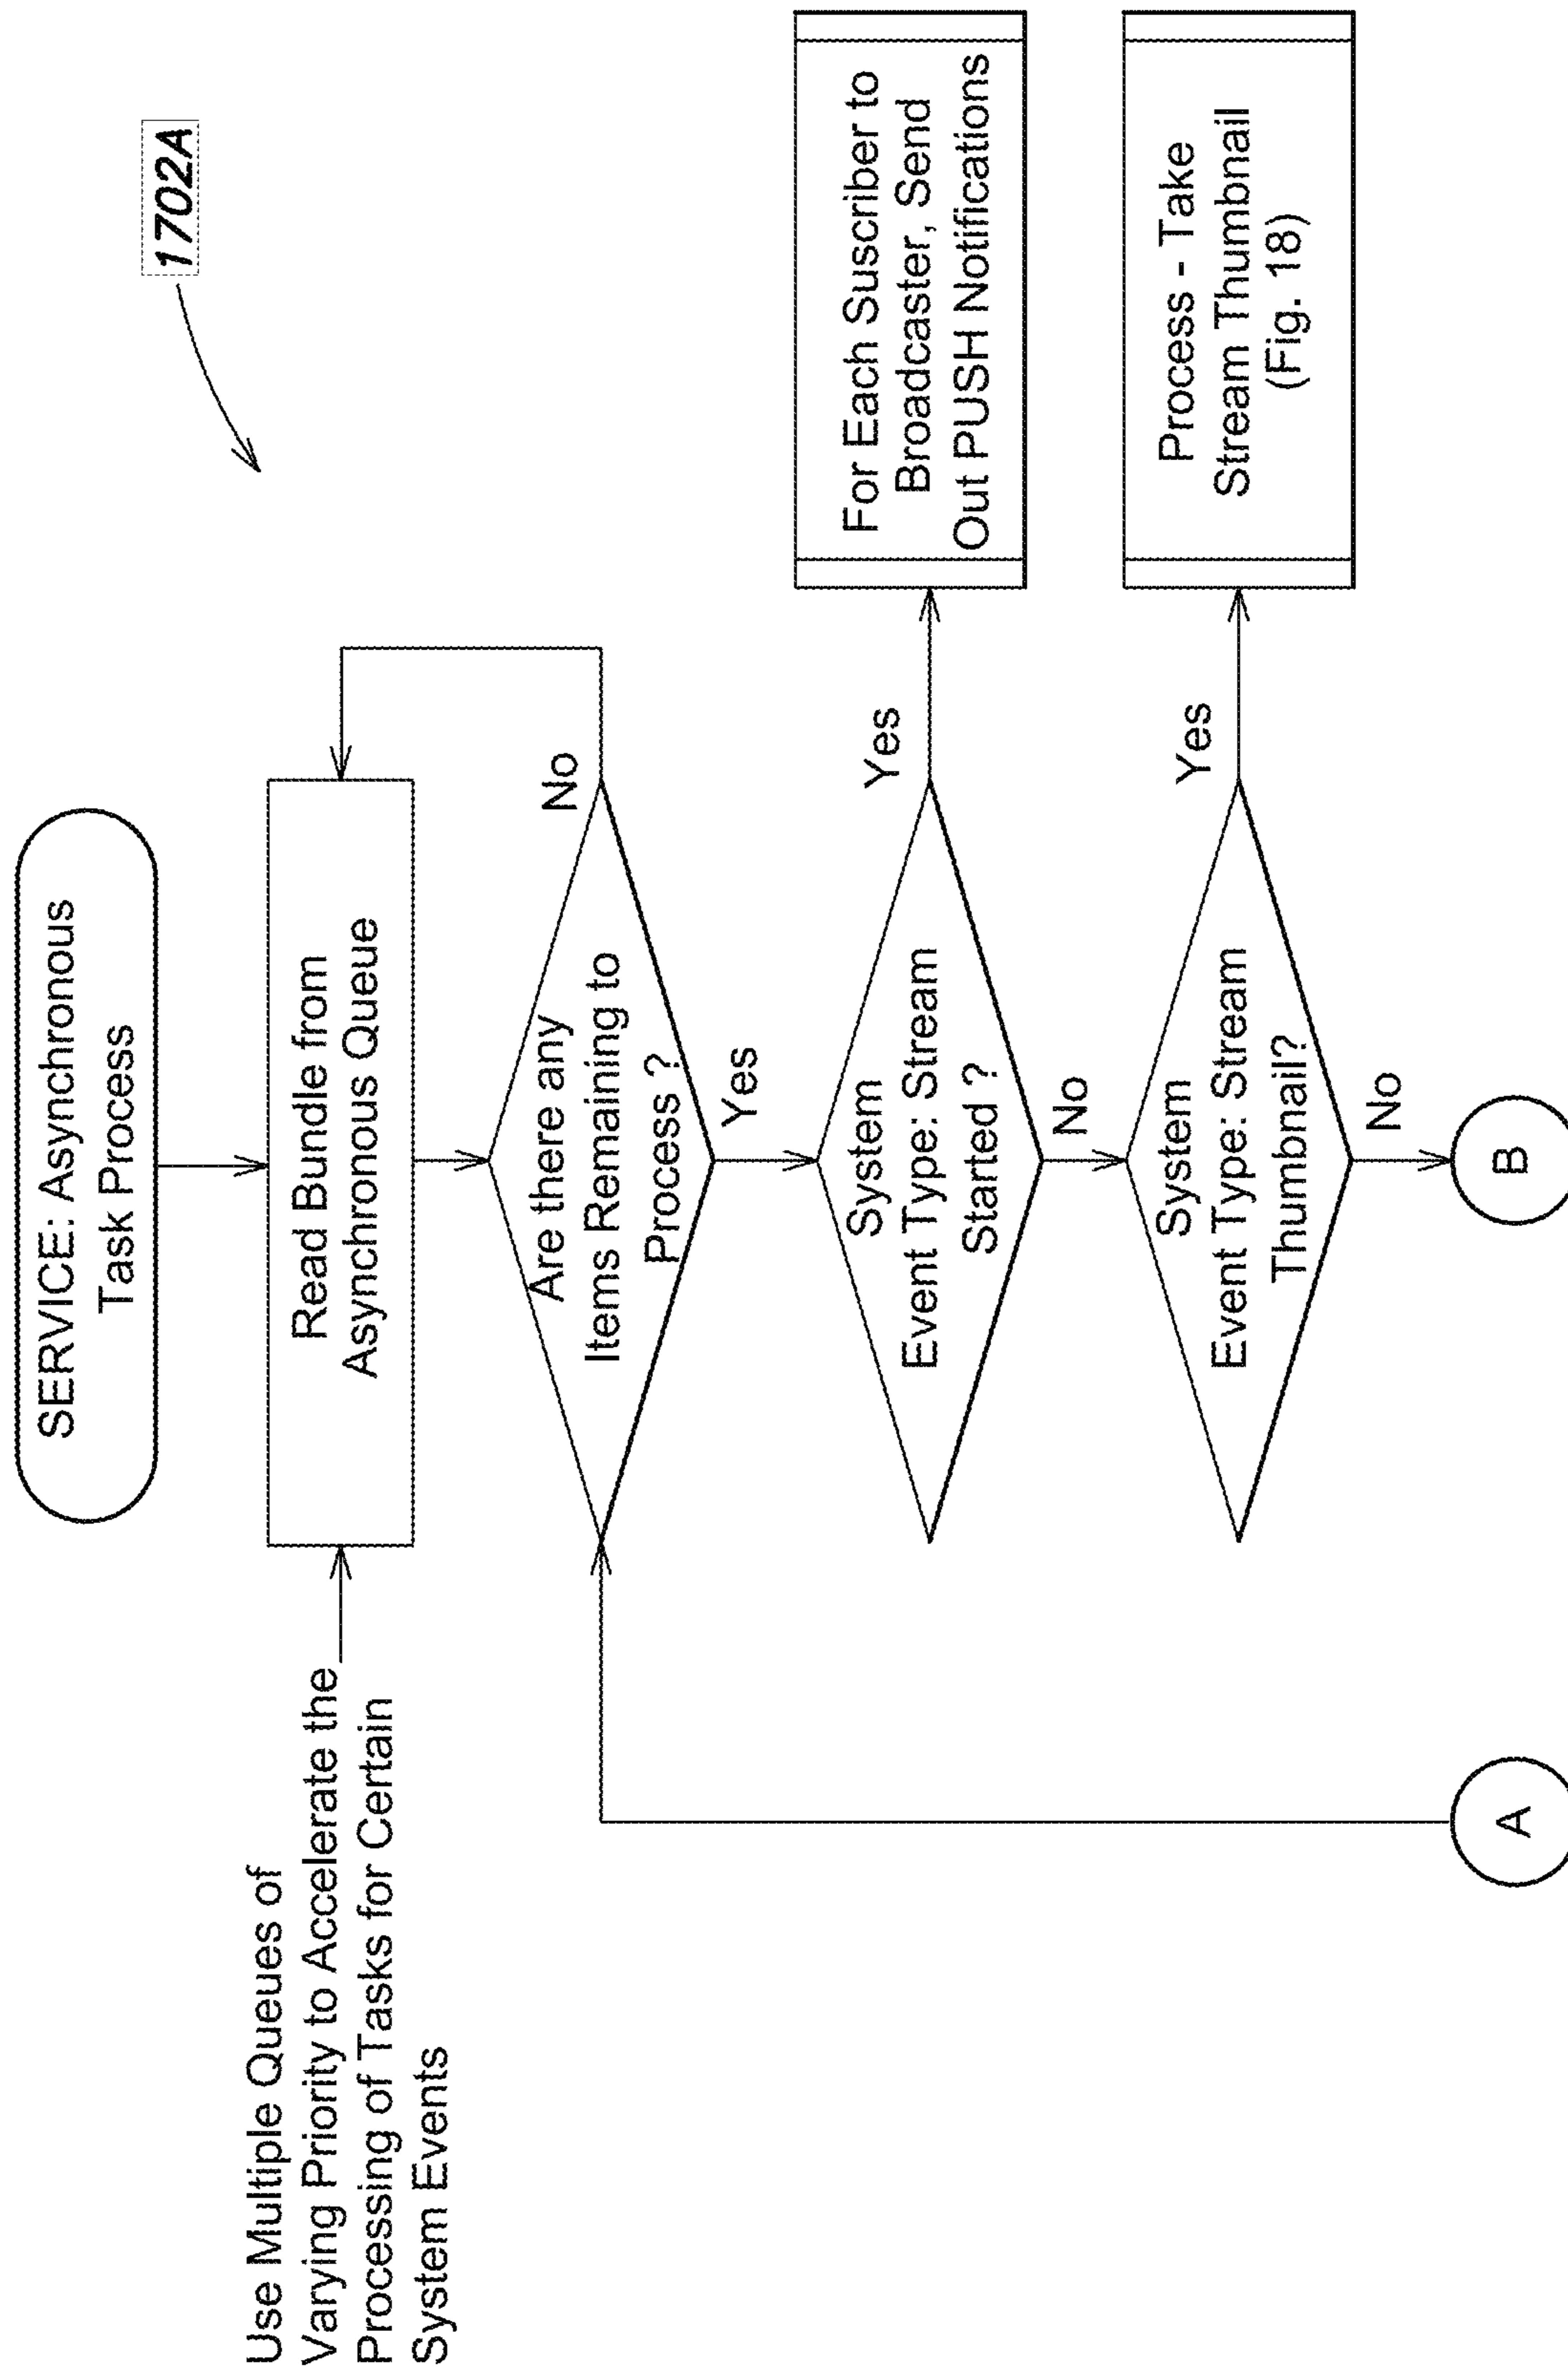 1702A
SERVICE: Asynchronous
Task Process
Use Multiple Queues of
Varying Priority to Accelerate the
Processing of Tasks for Certain
System Events
Read Bundle from
Asynchronous Queue
Are there any
Items Remaining to
Process ?
No
Yes
System
Event Type: Stream
Started ?
Yes
For Each Suscriber to
Broadcaster, Send
Out PUSH Notifications
No
System
Event Type: Stream
Thumbnail?
Yes
Process - Take
Stream Thumbnail
(Fig. 18)
No
A
B